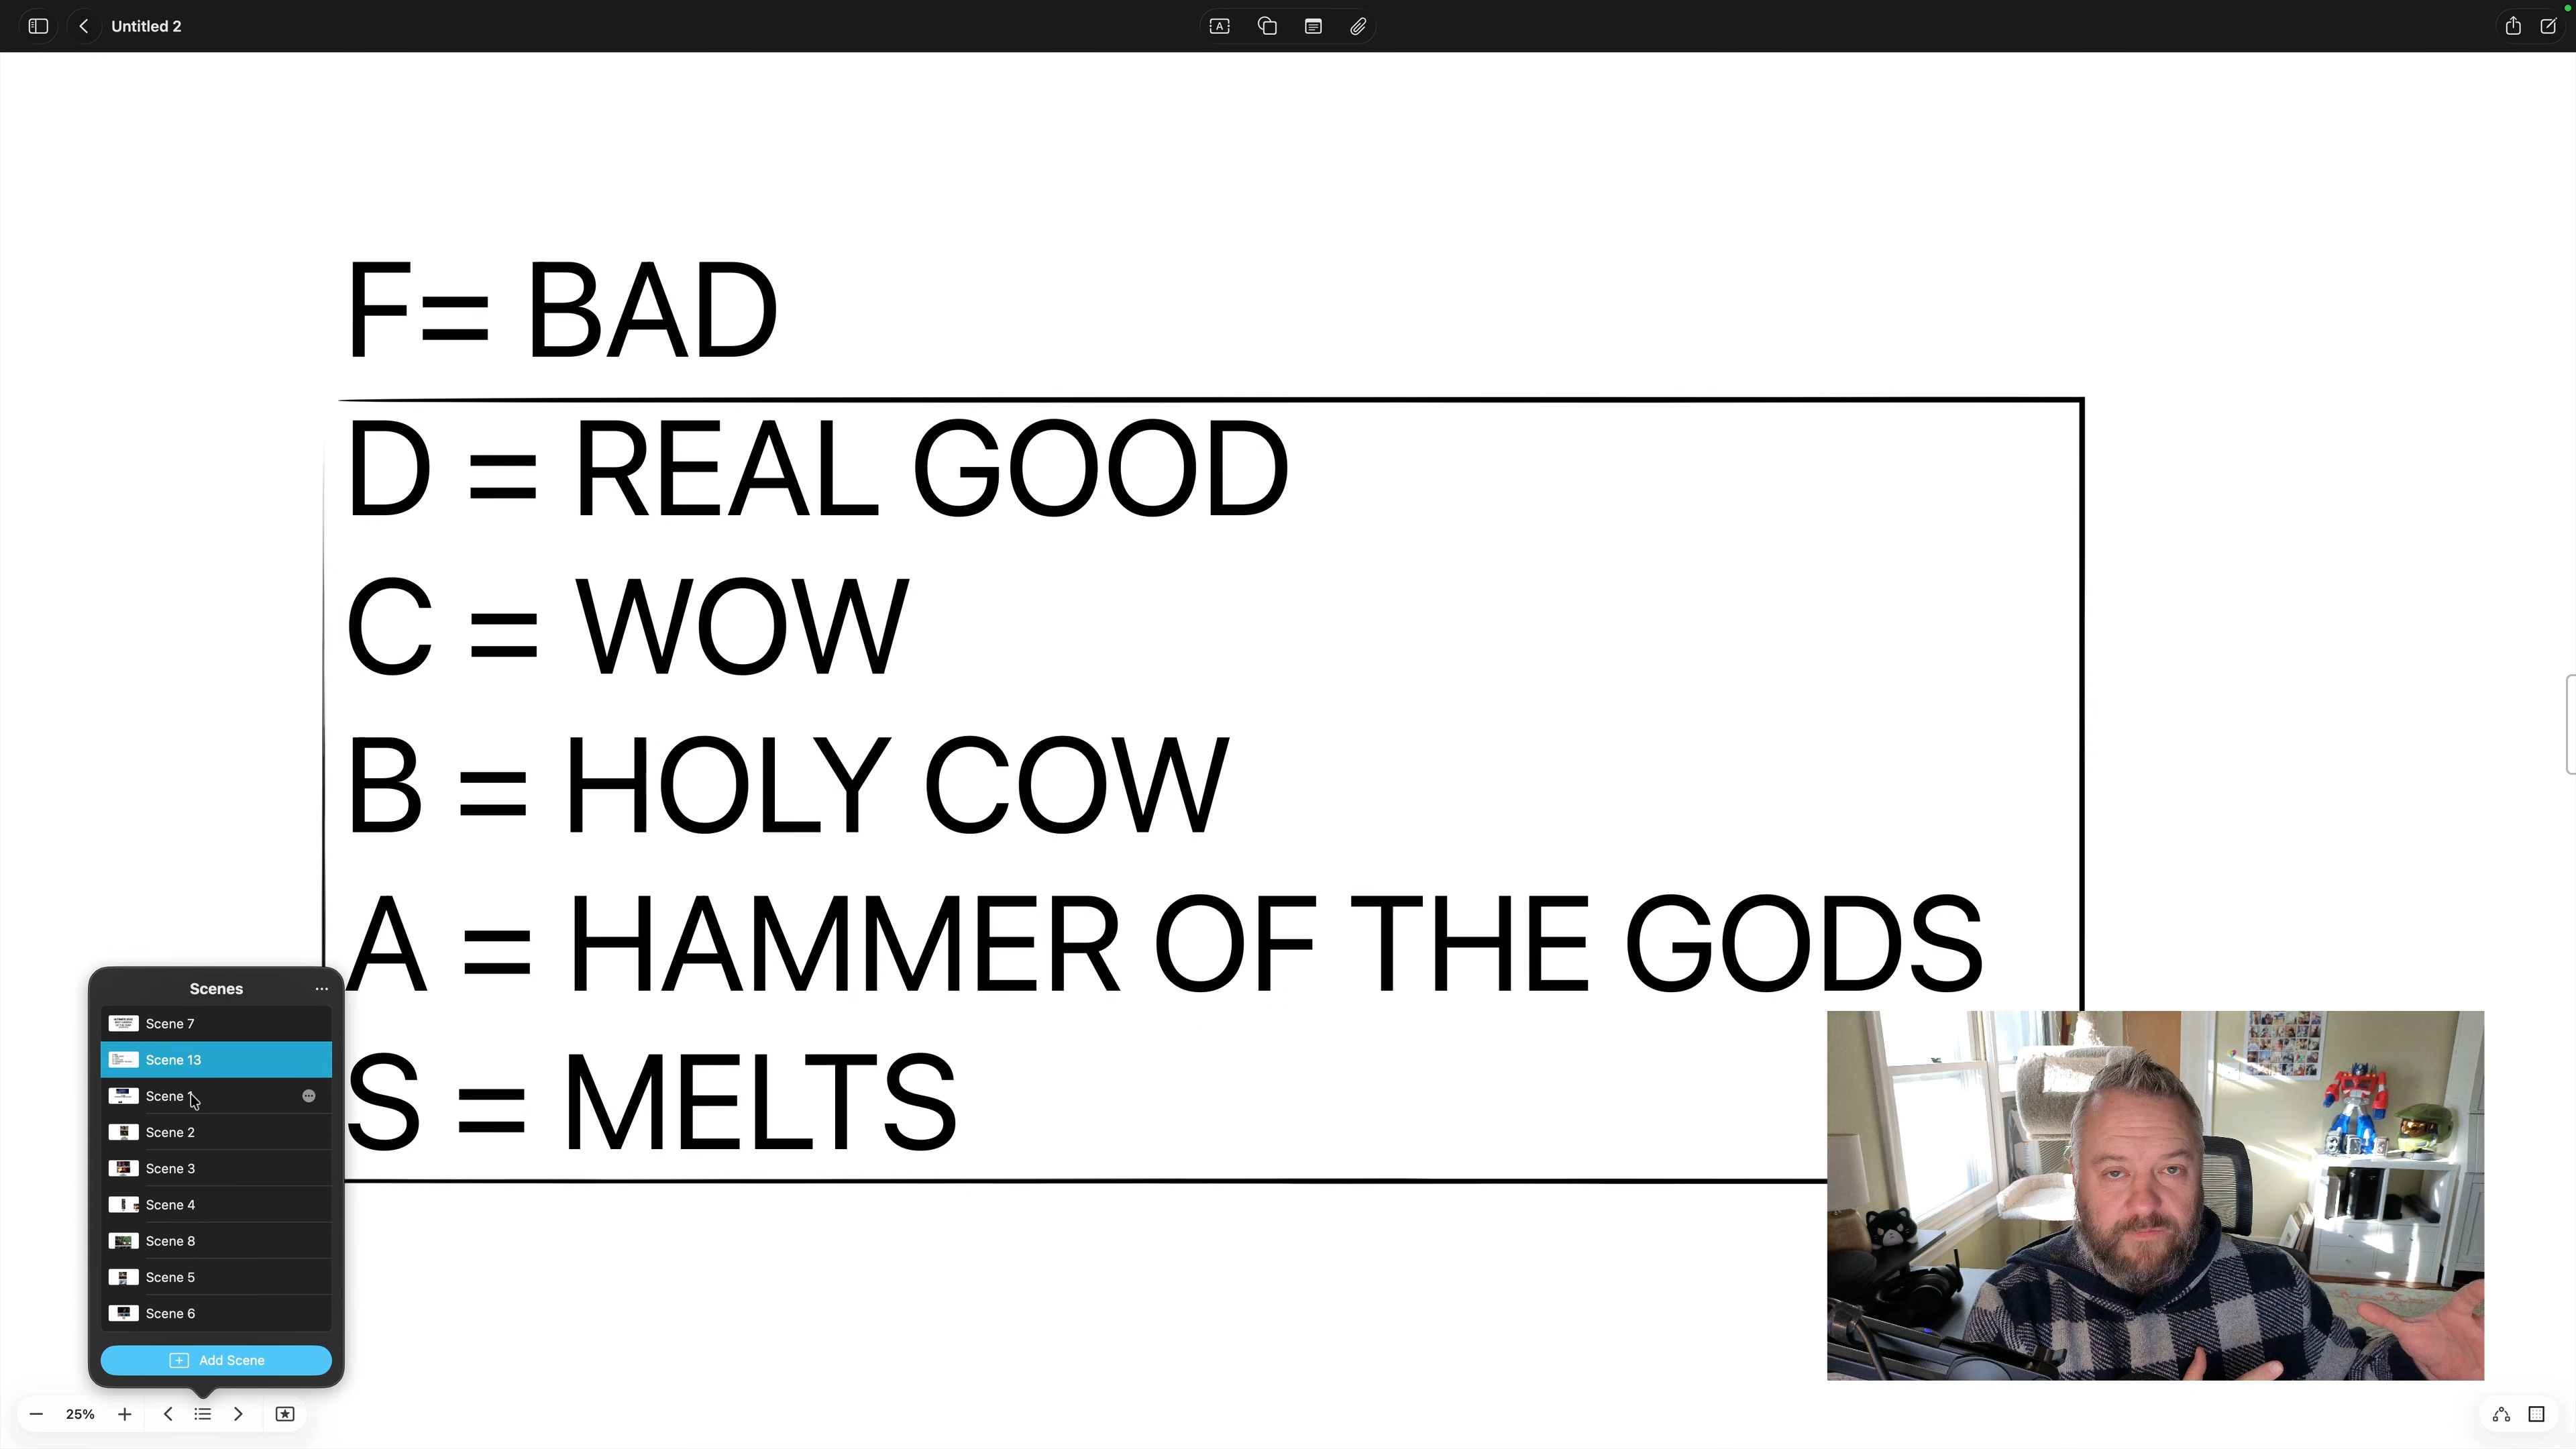 Untitled 2
F= BAD
D = REAL GOOD
C = WOW
B = HOLY COW
A = HAMMER OF THE GODS
S = MELTS
Scenes
Scene 7
Scene 13
Scene
Scene 2
Scene 3
Scene 4
Scene 8
Scene 5
Scene 6
Add Scene
25%